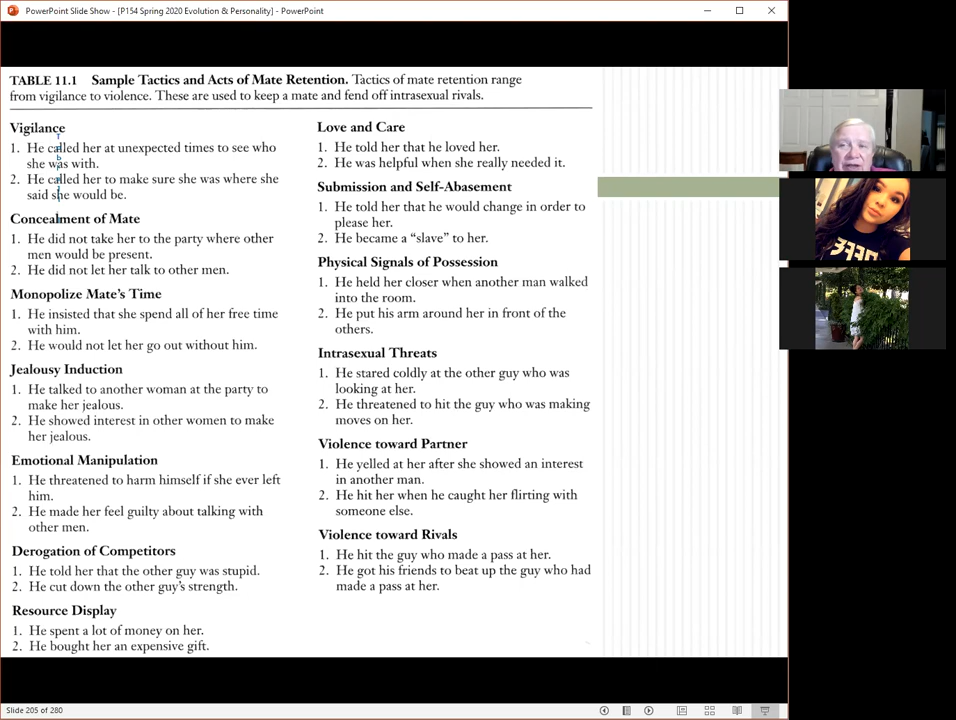 PowerPoint Slide Show - [P154 Spring 2020 Evolution & Personality] - PowerPoint
TABLE 11.1 Sample Tactics and Acts of Mate Retention. Tactics of mate retention range
from vigilance to violence. These are used to keep a mate and fend off intrasexual rivals.
Vigilance
1. He called her at unexpected times to see who
she was with.
2. He called her to make sure she was where she
said she would be.
Concealment of Mate
1. He did not take her to the party where other
men would be present.
2. He did not let her talk to other men.
Monopolize Mate's Time
1. He insisted that she spend all of her free time
with him.
2. He would not let her go out without him.
Jealousy Induction
1. He talked to another woman at the party to
make her jealous.
2. He showed interest in other women to make
her jealous.
Emotional Manipulation
1. He threatened to harm himself if she ever left
him.
2. He made her feel guilty about talking with
other men.
Derogation of Competitors
1. He told her that the other guy was stupid.
2. He cut down the other guy's strength.
Resource Display
1. He spent a lot of money on her.
2. He bought her an expensive gift.
Love and Care
1. He told her that he loved her.
2. He was helpful when she really needed it.
Submission and Self-Abasement
1. He told her that he would change in order to
please her.
2. He became a “slave” to her.
Physical Signals of Possession
1. He held her closer when another man walked
into the room.
2. He put his arm around her in front of the
others.
Intrasexual Threats
1. He stared coldly at the other guy who was
looking at her.
2. He threatened to hit the guy who was making
moves on her.
Violence toward Partner
1. He yelled at her after she showed an interest
in another man.
2. He hit her when he caught her flirting with
someone else.
Violence toward Rivals
1. He hit the guy who made a pass at her.
2. He got his friends to beat up the guy who had
made a pass at her.
Slide 205 of 280